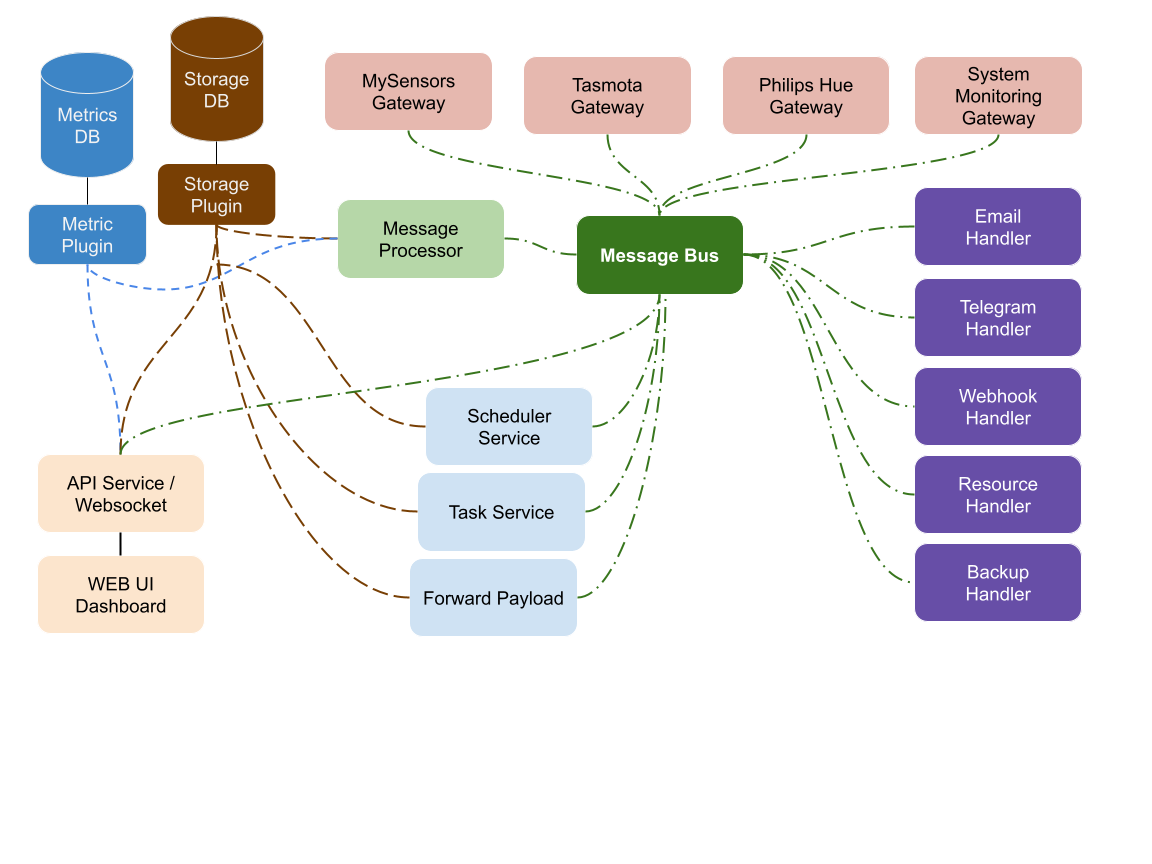 Metrics
DB
Storage
DB
MySensors
Gateway
Tasmota
Gateway
Philips Hue
Gateway
System
Monitoring
Gateway
Metric
Plugin
Storage
Plugin
Message
Processor
Message Bus
Email
Handler
Telegram
Handler
Webhook
Handler
Resource
Handler
Backup
Handler
Scheduler
Service
Task Service
Forward Payload
API Service /
Websocket
WEB UI
Dashboard